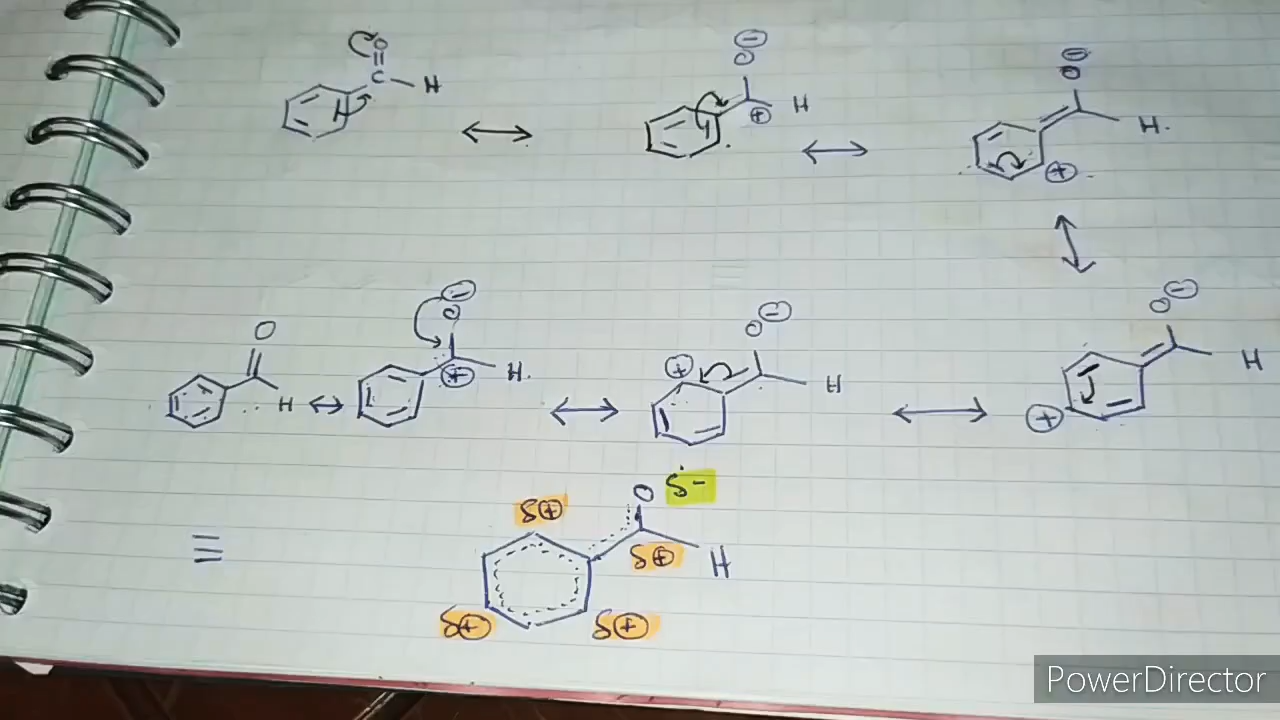 O
C H
H
⊖
O
⊕ H
⊖
O
H.
⊕
O
H
⊖
O
⊕ H.
⊖
O
⊕
H
O ⊖
H
⊕
δ⊕ O δ-
δ⊕ H
≡
δ⊕ δ⊕
PowerDirector